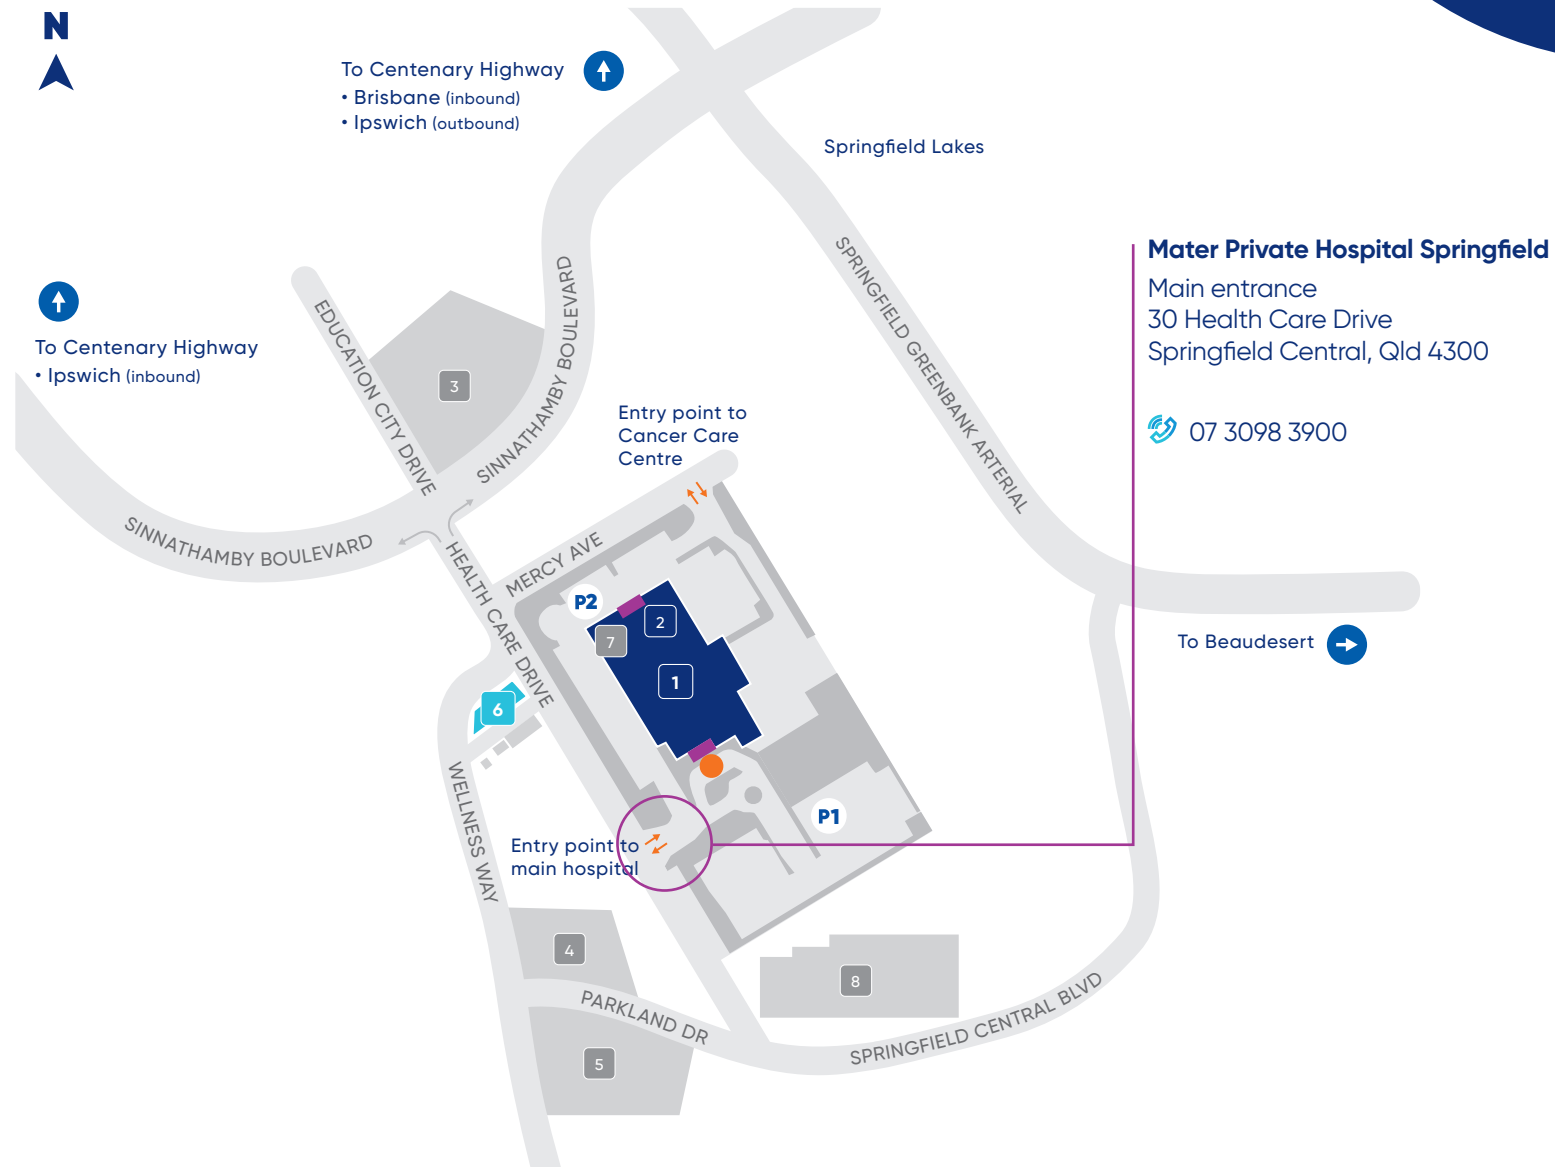 N
To Centenary Highway
• Brisbane (inbound)
• Ipswich (outbound)
Springfield Lakes
Mater Private Hospital Springfield
Main entrance
30 Health Care Drive
Springfield Central, Qld 4300
07 3098 3900
To Centenary Highway
• Ipswich (inbound)
EDUCATION CITY DRIVE
SINNATHAMBY BOULEVARD
SPRINGFIELD GREENBANK ARTERIAL
3
Entry point to
Cancer Care
Centre
SINNATHAMBY BOULEVARD
HEALTH CARE DRIVE
MERCY AVE
P2
2
7
1
6
To Beaudesert
WELLNESS WAY
P1
Entry point to
main hospital
4
8
PARKLAND DR
SPRINGFIELD CENTRAL BLVD
5